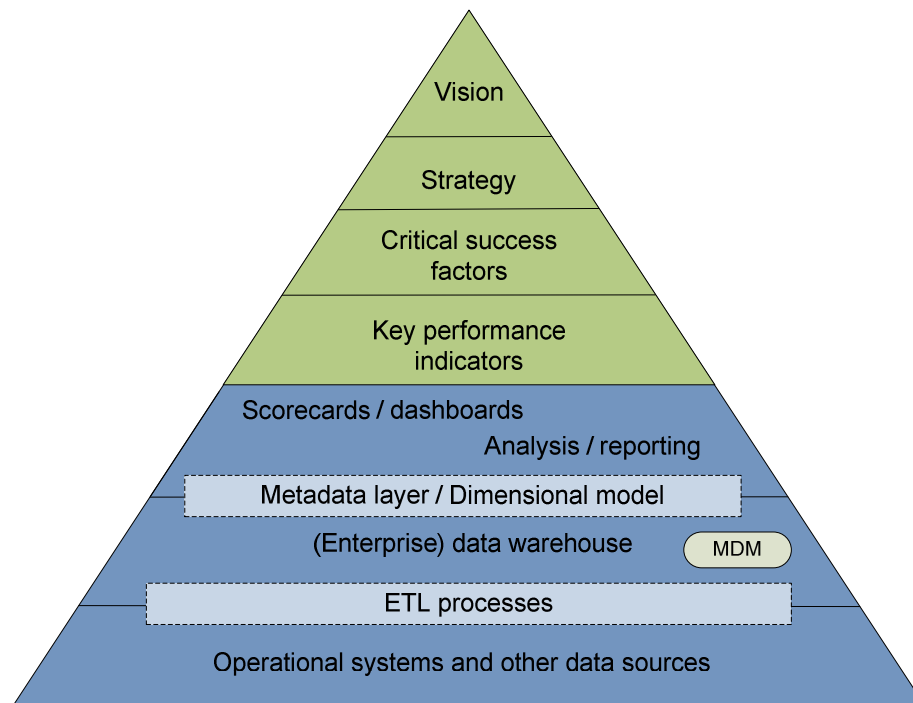 Vision
Strategy
Critical success
factors
Key performance
indicators
Scorecards / dashboards
Analysis / reporting
Metadata layer / Dimensional model
(Enterprise) data warehouse
MDM
ETL processes
Operational systems and other data sources